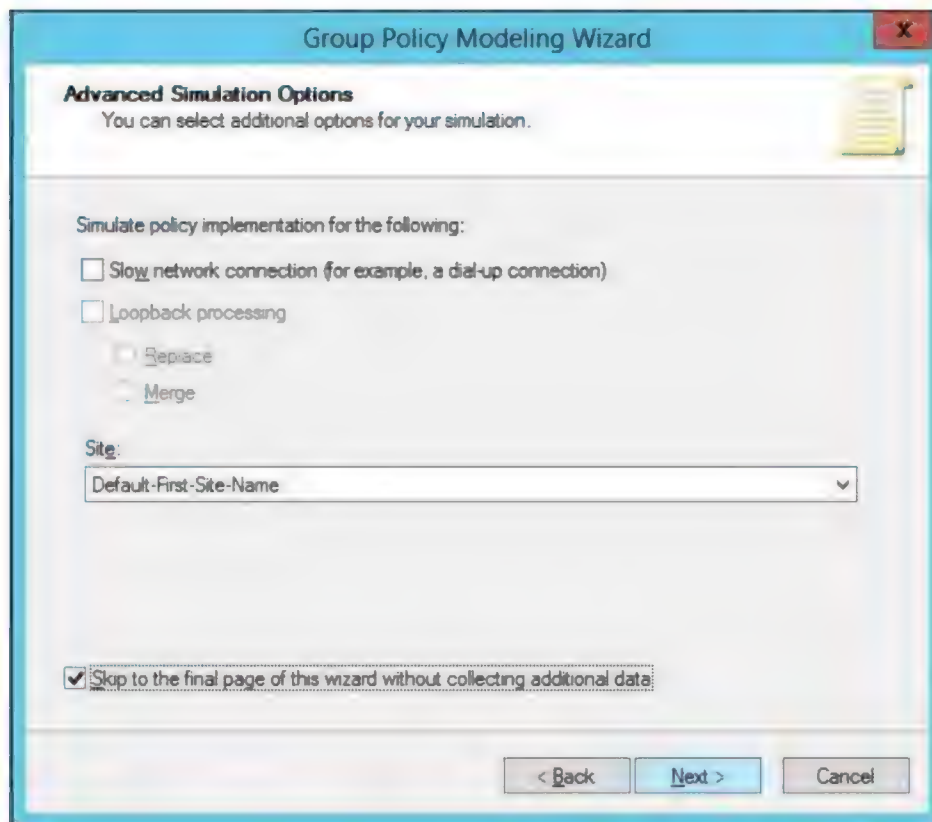 Group Policy Modeling Wizard
x
Advanced Simulation Options
You can select additional options for your simulation.
Simulate policy implementation for the following:
Slow network connection (for example, a dial-up connection)
Loopback processing
Replace
Merge
Site:
Default-First-Site-Name
Skip to the final page of this wizard without collecting additional data
< Back
Next >
Cancel